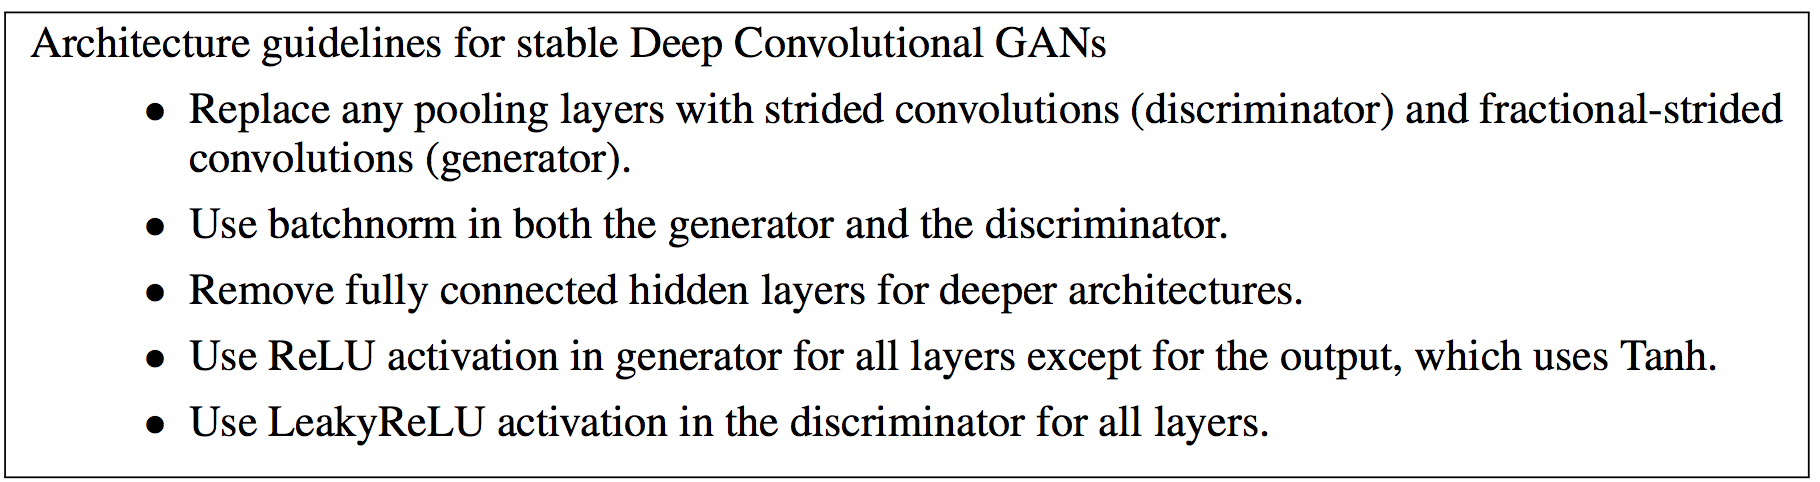 Architecture guidelines for stable Deep Convolutional GANs
• Replace any pooling layers with strided convolutions (discriminator) and fractional-strided
convolutions (generator).
• Use batchnorm in both the generator and the discriminator.
• Remove fully connected hidden layers for deeper architectures.
• Use ReLU activation in generator for all layers except for the output, which uses Tanh.
• Use LeakyReLU activation in the discriminator for all layers.